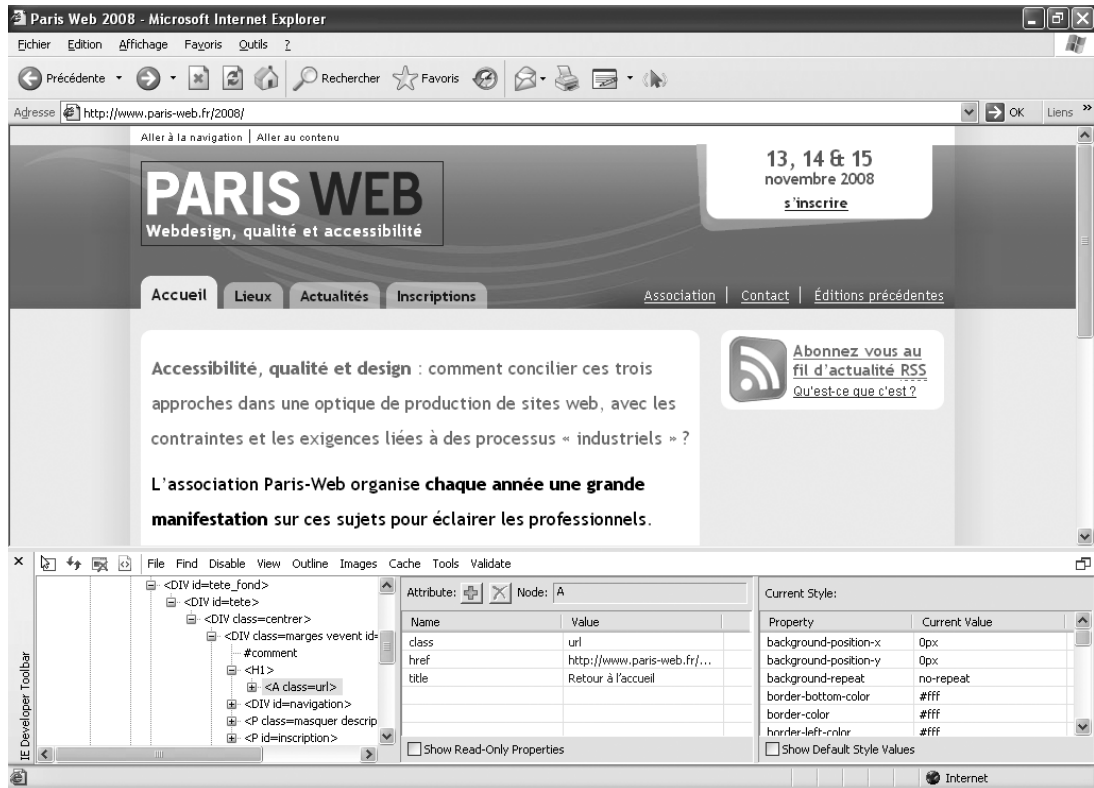 Paris Web 2008 - Microsoft Internet Explorer
Fichier Edition Affichage Favoris Outils ?
Précédente Rechercher Favoris
Adresse http://www.paris-web.fr/2008/ OK Liens »
Aller à la navigation | Aller au contenu
13, 14 & 15
novembre 2008
s'inscrire
PARIS WEB
Webdesign, qualité et accessibilité
Accueil Lieux Actualités Inscriptions Association | Contact | Éditions précédentes
Abonnez vous au
fil d'actualité RSS
Qu'est-ce que c'est ?
Accessibilité, qualité et design : comment concilier ces trois
approches dans une optique de production de sites web, avec les
contraintes et les exigences liées à des processus « industriels » ?
L'association Paris-Web organise chaque année une grande
manifestation sur ces sujets pour éclairer les professionnels.
File Find Disable View Outline Images Cache Tools Validate
IE Developer Toolbar
<DIV id=tete_fond>
<DIV id=tete>
<DIV class=centrer>
<DIV class=marges vevent id=
#comment
<H1>
<A class=url>
<DIV id=navigation>
<P class=masquer descrip
<P id=inscription>
Attribute: Node: A
Name Value
class url
href http://www.paris-web.fr/...
title Retour à l'accueil
Show Read-Only Properties
Current Style:
Property Current Value
background-position-x 0px
background-position-y 0px
background-repeat no-repeat
border-bottom-color #fff
border-color #fff
border-left-color #fff
Show Default Style Values
Internet